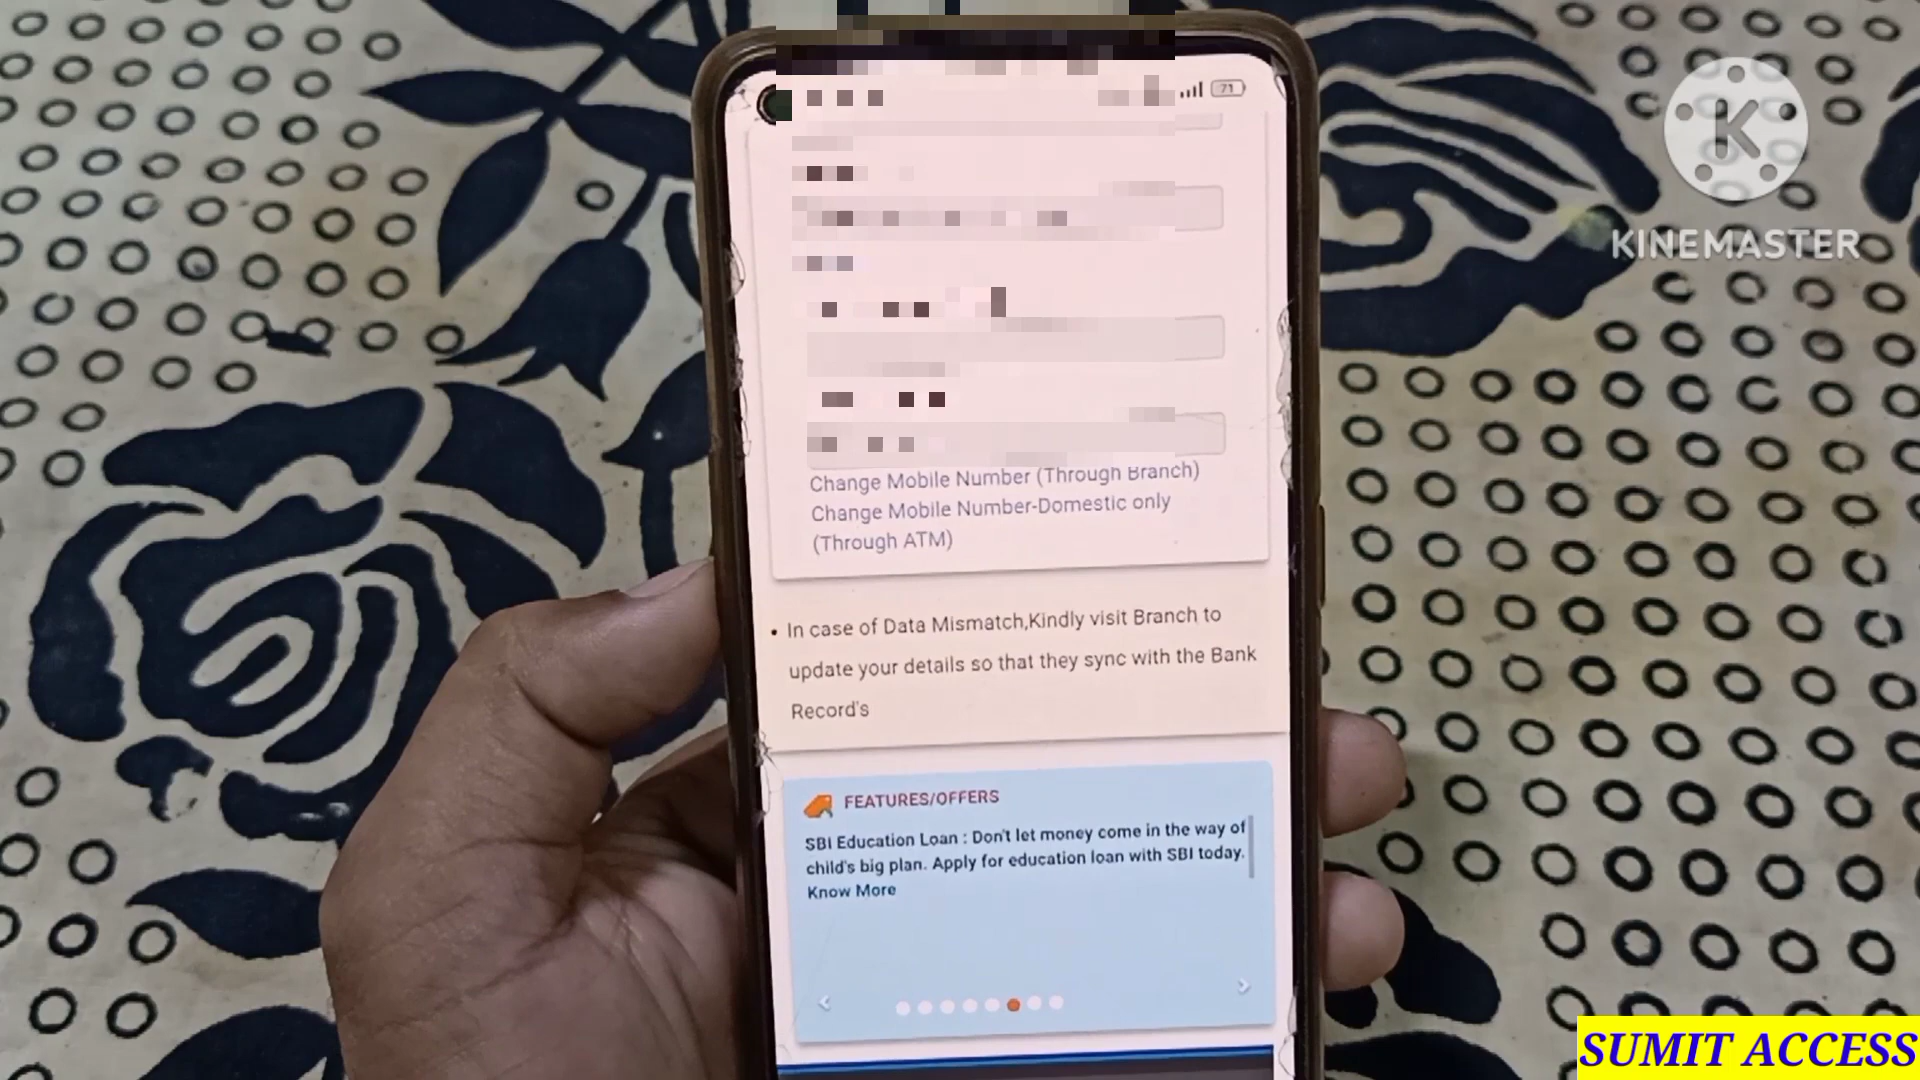 71
K
KINEMASTER
Change Mobile Number (Through Branch)
Change Mobile Number-Domestic only
(Through ATM)
• In case of Data Mismatch,Kindly visit Branch to
update your details so that they sync with the Bank
Record's
FEATURES/OFFERS
SBI Education Loan : Don't let money come in the way of
child's big plan. Apply for education loan with SBI today.
Know More
SUMIT ACCESS